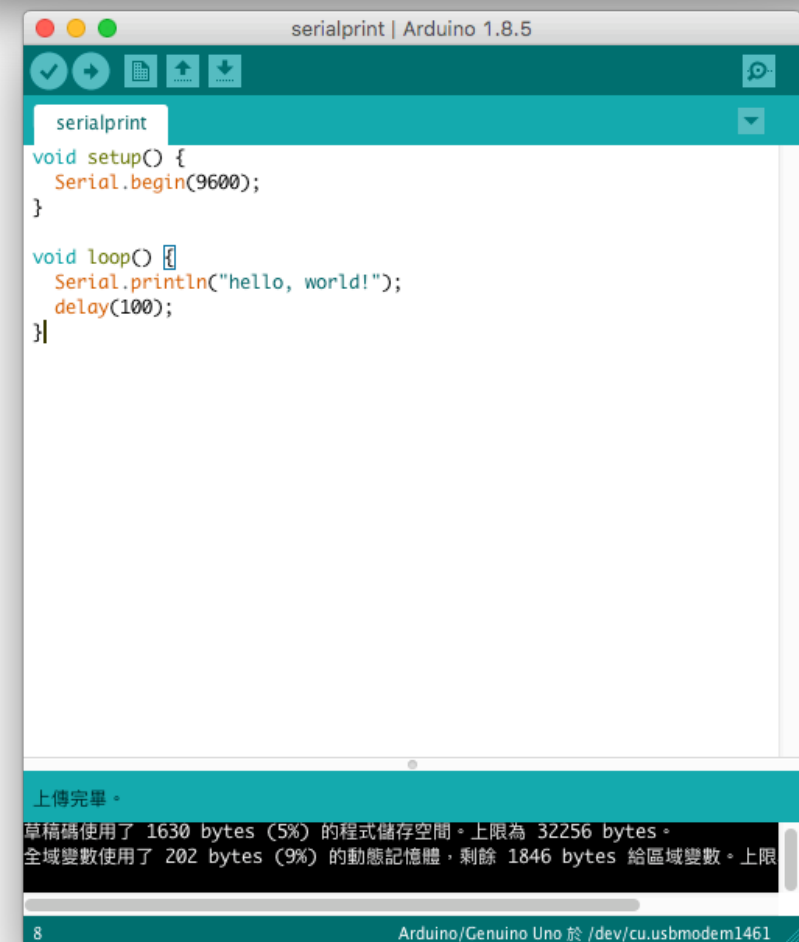 serialprint | Arduino 1.8.5
serialprint
void setup() {
  Serial.begin(9600);
}
void loop() {
  Serial.println("hello, world!");
  delay(100);
}
上傳完畢。
草稿碼使用了 1630 bytes (5%) 的程式儲存空間。上限為 32256 bytes。
全域變數使用了 202 bytes (9%) 的動態記憶體，剩餘 1846 bytes 給區域變數。上限
8 Arduino/Genuino Uno 於 /dev/cu.usbmodem1461